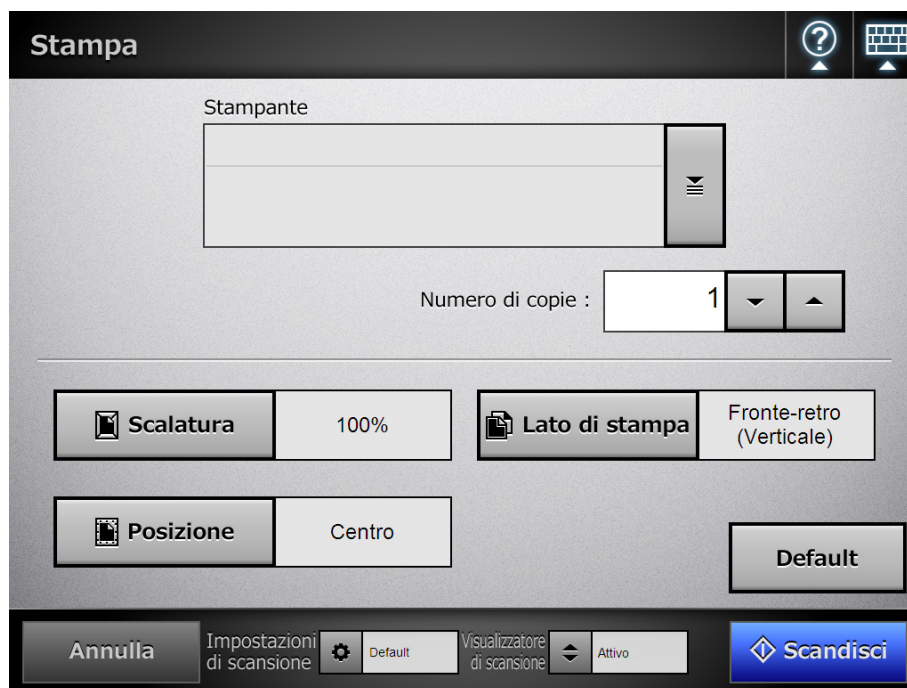 Stampa
Stampante
Numero di copie :
1
Scalatura
100%
Lato di stampa
Fronte-retro
(Verticale)
Posizione
Centro
Default
Annulla
Impostazioni
di scansione
Default
Visualizzatore
di scansione
Attivo
Scandisci